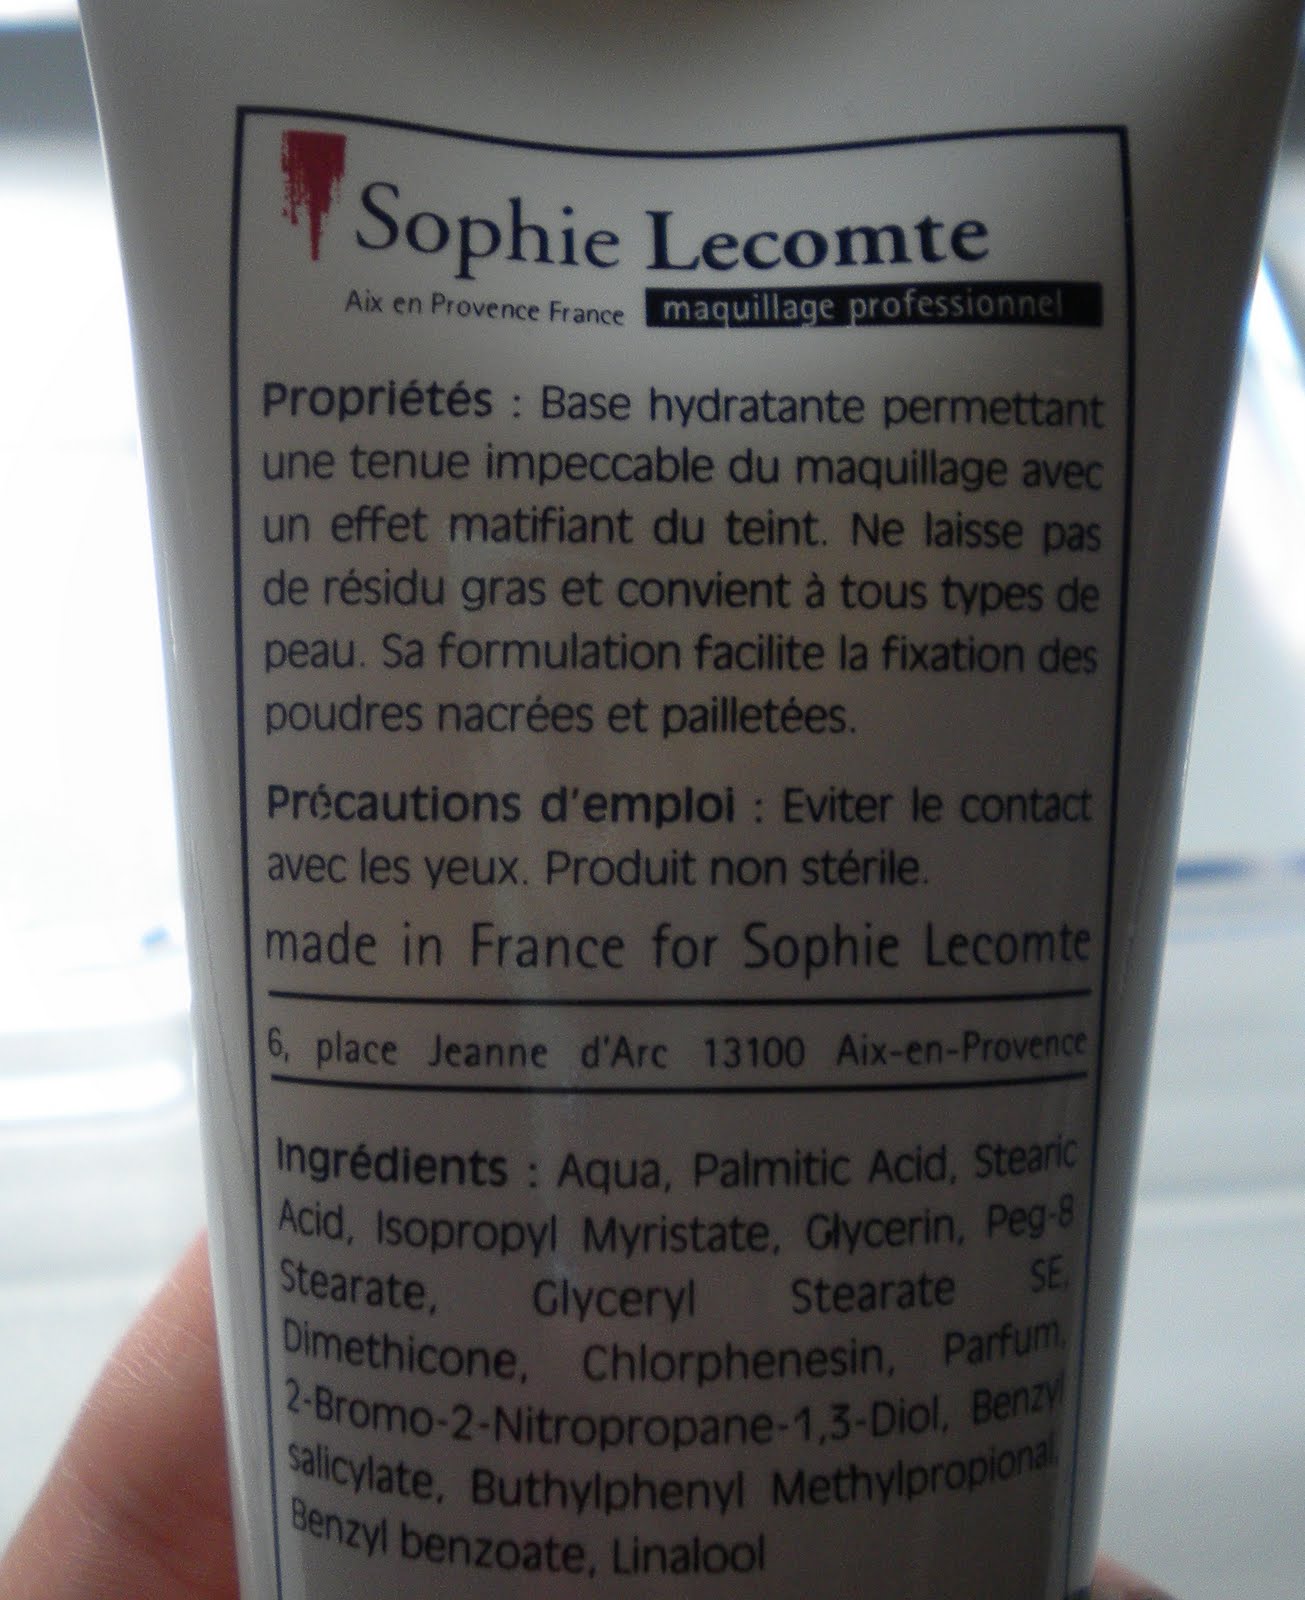 Sophie Lecomte
Aix en Provence France maquillage professionnel
Propriétés : Base hydratante permettant
une tenue impeccable du maquillage avec
un effet matifiant du teint. Ne laisse pas
de résidu gras et convient à tous types de
peau. Sa formulation facilite la fixation des
poudres nacrées et pailletées.
Précautions d'emploi : Eviter le contact
avec les yeux. Produit non stérile.
made in France for Sophie Lecomte
6, place Jeanne d'Arc 13100 Aix-en-Provence
Ingrédients : Aqua, Palmitic Acid, Stearic
Acid, Isopropyl Myristate, Glycerin, Peg-8
Stearate, Glyceryl Stearate SE,
Dimethicone, Chlorphenesin, Parfum,
2-Bromo-2-Nitropropane-1,3-Diol, Benzyl
salicylate, Buthylphenyl Methylpropional,
Benzyl benzoate, Linalool